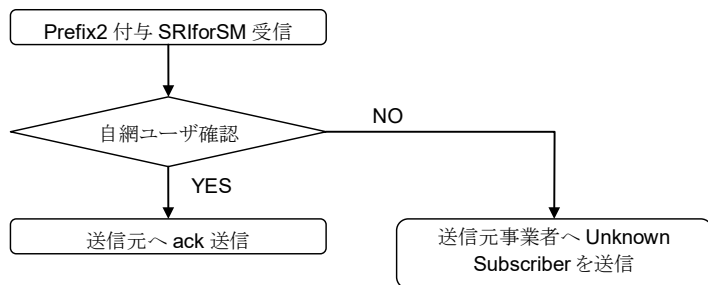 Prefix2 付与 SRIforSM 受信
自網ユーザ確認
NO
YES
送信元へ ack 送信
送信元事業者へ Unknown
Subscriber を送信